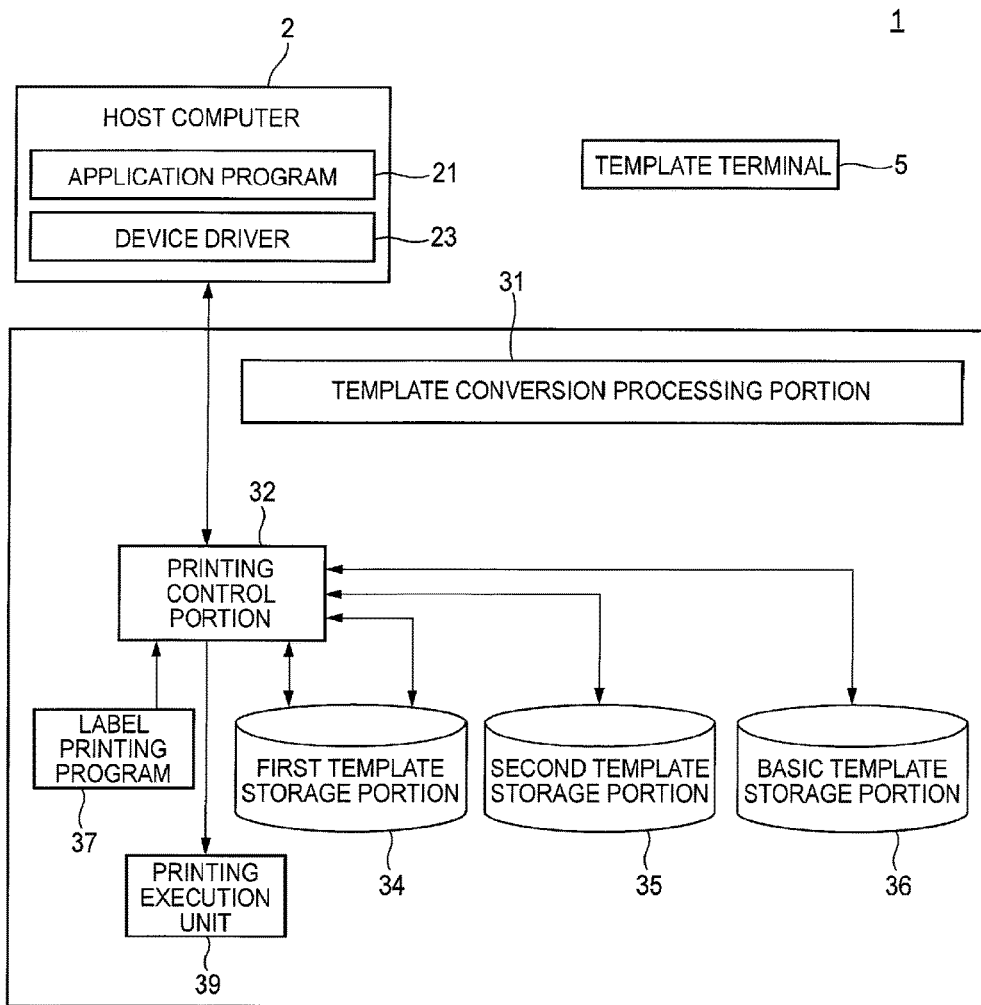 1
2
HOST COMPUTER
APPLICATION PROGRAM
21
DEVICE DRIVER
23
TEMPLATE TERMINAL
5
31
TEMPLATE CONVERSION PROCESSING PORTION
32
PRINTING
CONTROL
PORTION
LABEL
PRINTING
PROGRAM
37
FIRST TEMPLATE
STORAGE PORTION
34
SECOND TEMPLATE
STORAGE PORTION
35
BASIC TEMPLATE
STORAGE PORTION
36
PRINTING
EXECUTION
UNIT
39